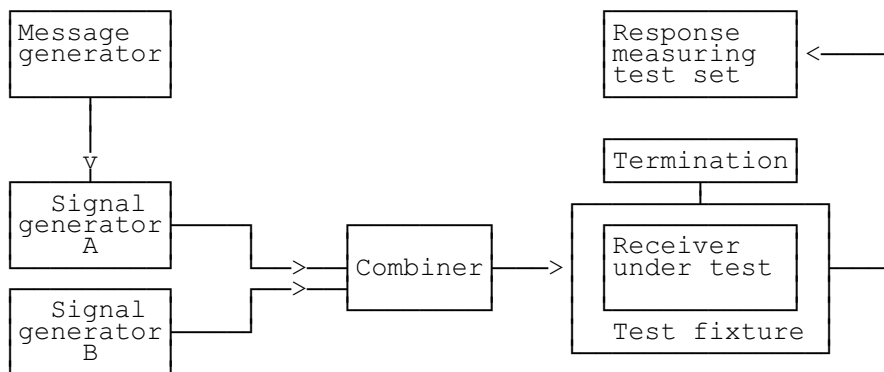 Message
generator
Response
measuring
test set
Termination
Signal
generator
A
Combiner
Receiver
under test
Test fixture
Signal
generator
B